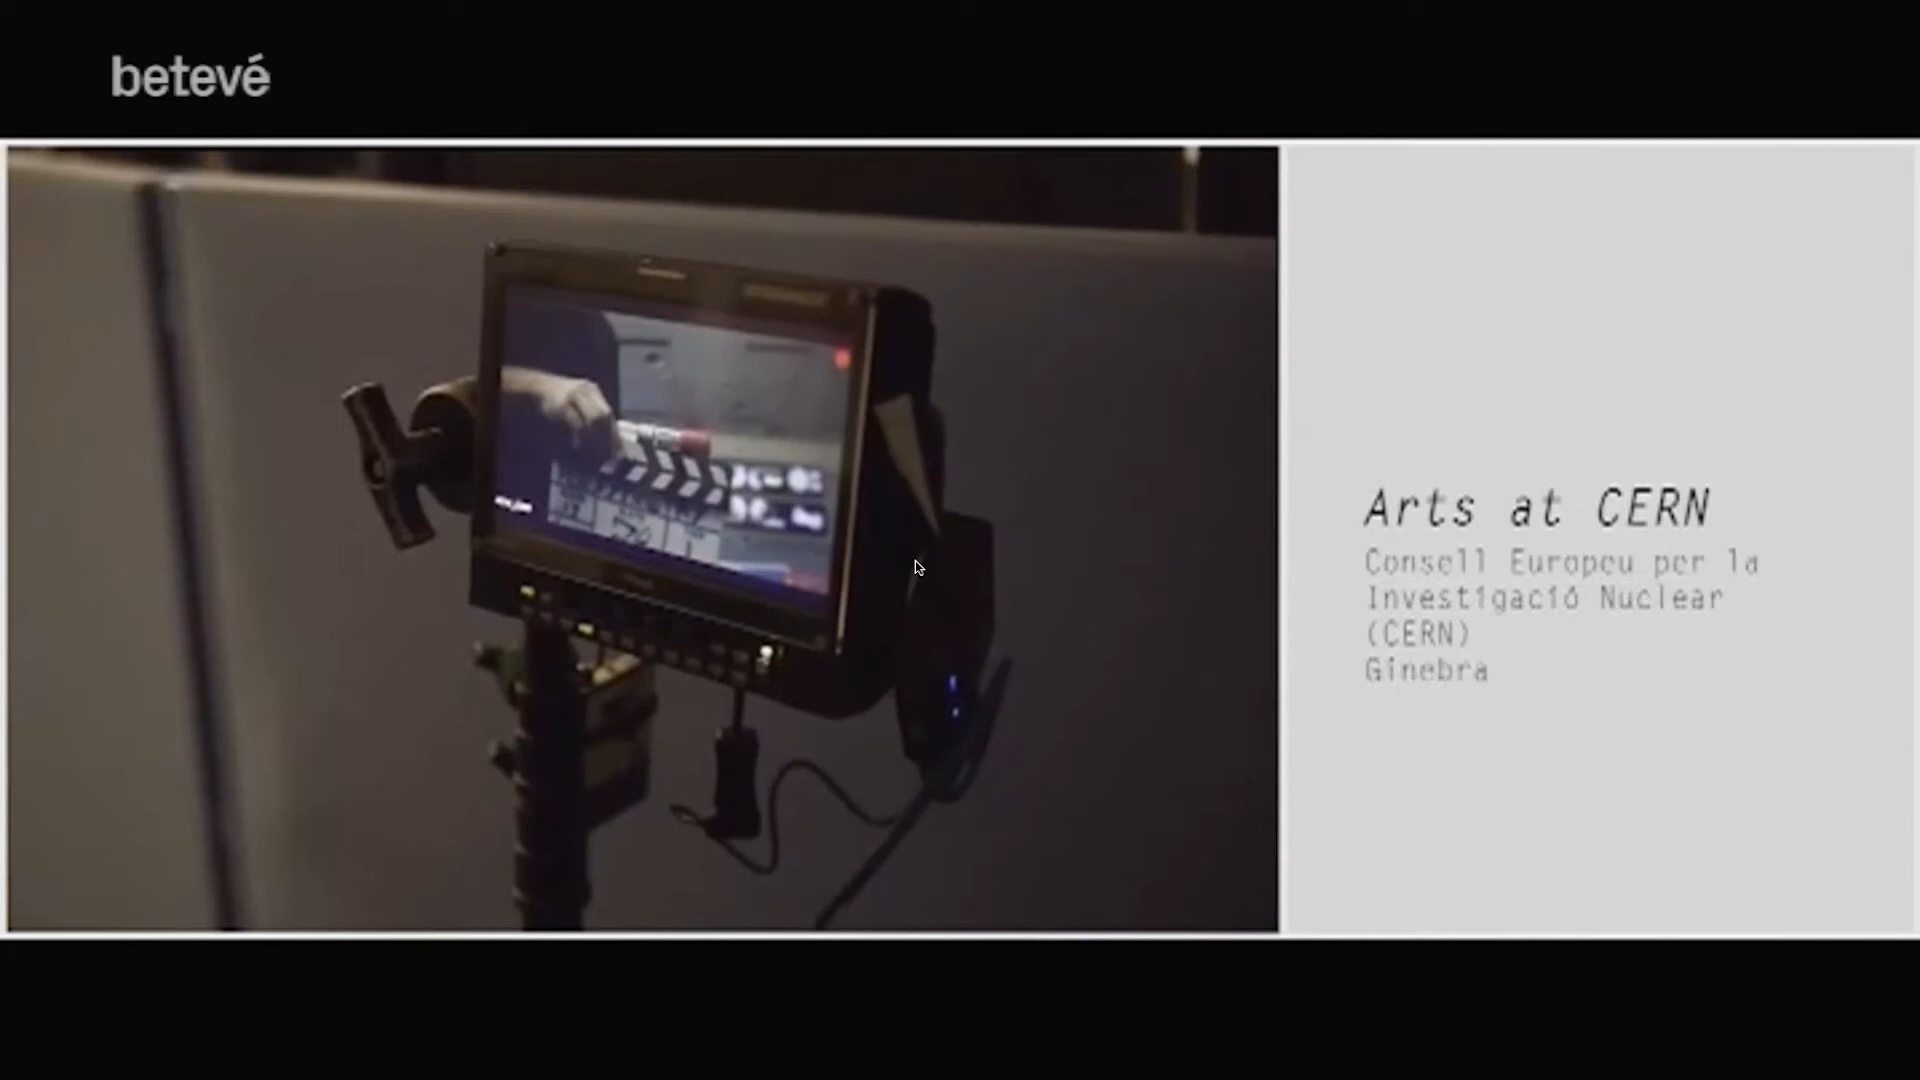 betevé
Arts at CERN
Consell Europeu per la
Investigació Nuclear
(CERN)
Ginebra